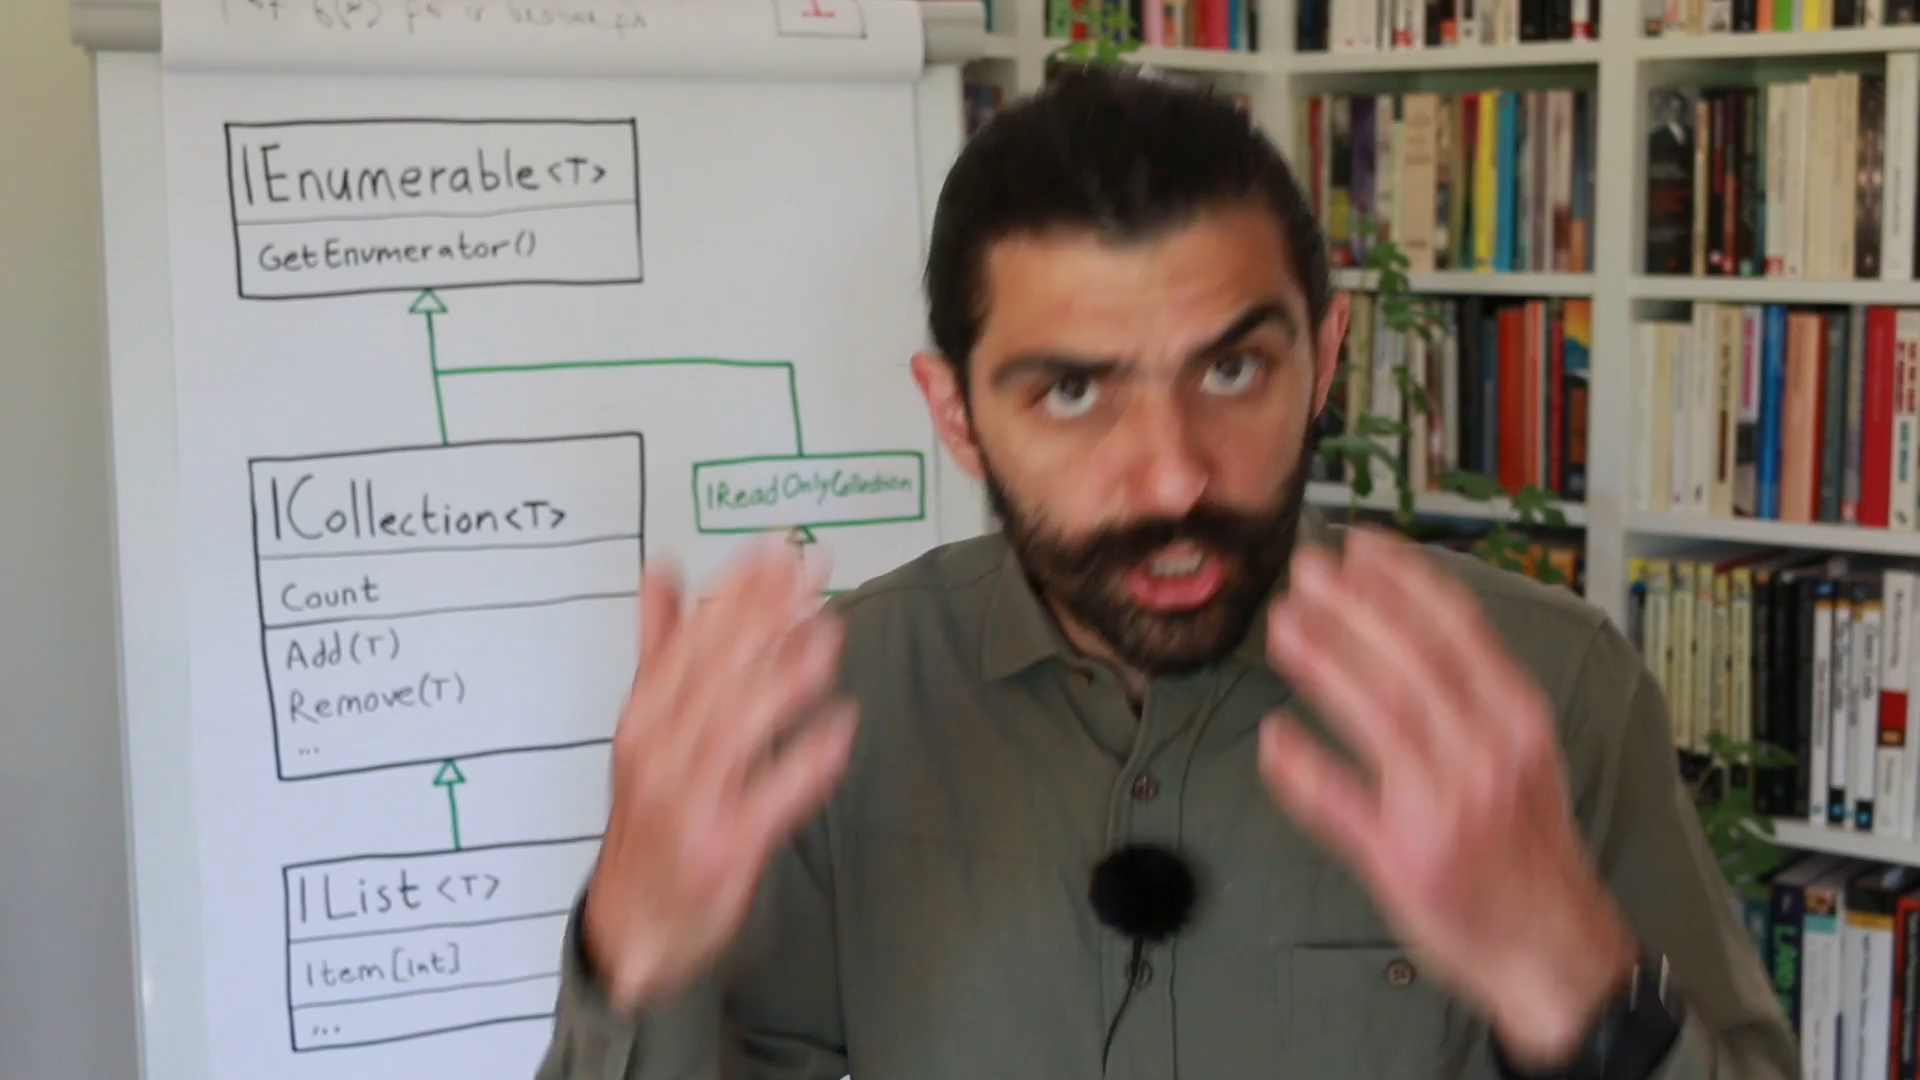 IEnumerable<T>
GetEnumerator()
IReadOnlyCollection
ICollection<T>
Count
Add(T)
Remove(T)
...
IList<T>
Item[int]
...